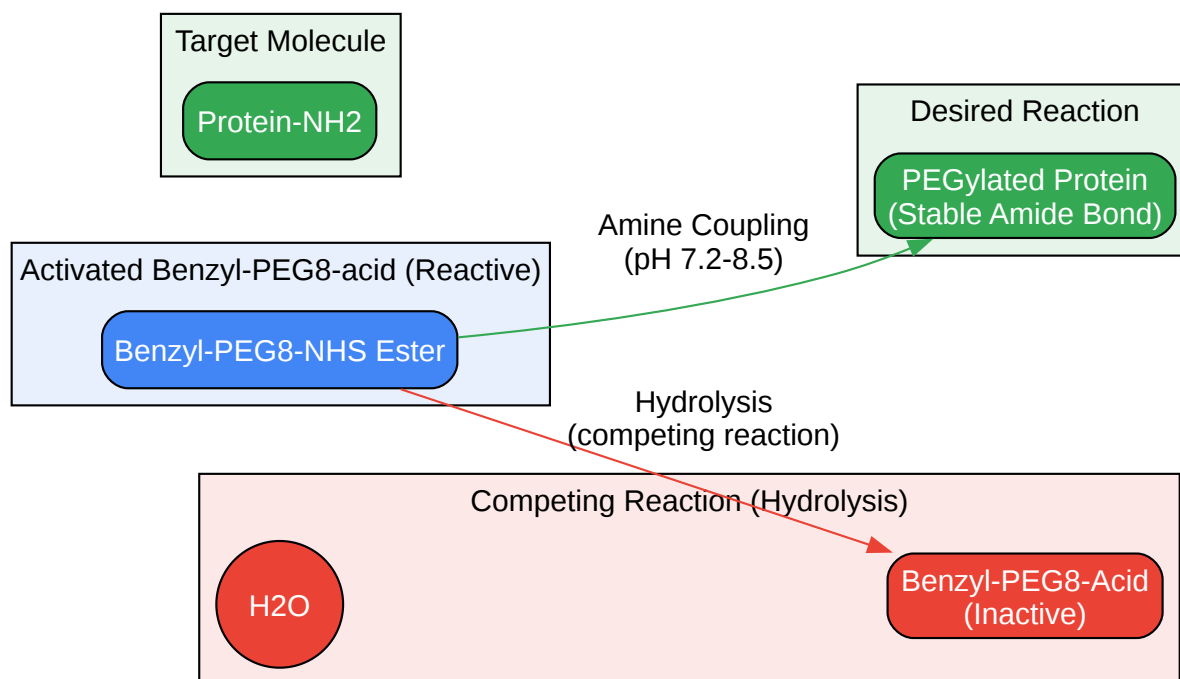 Target Molecule
Protein-NH2
Desired Reaction
PEGylated Protein
(Stable Amide Bond)
Amine Coupling
(pH 7.2-8.5)
Activated Benzyl-PEG8-acid (Reactive)
Benzyl-PEG8-NHS Ester
Hydrolysis
(competing reaction)
Competing Reaction (Hydrolysis)
H2O
Benzyl-PEG8-Acid
(Inactive)